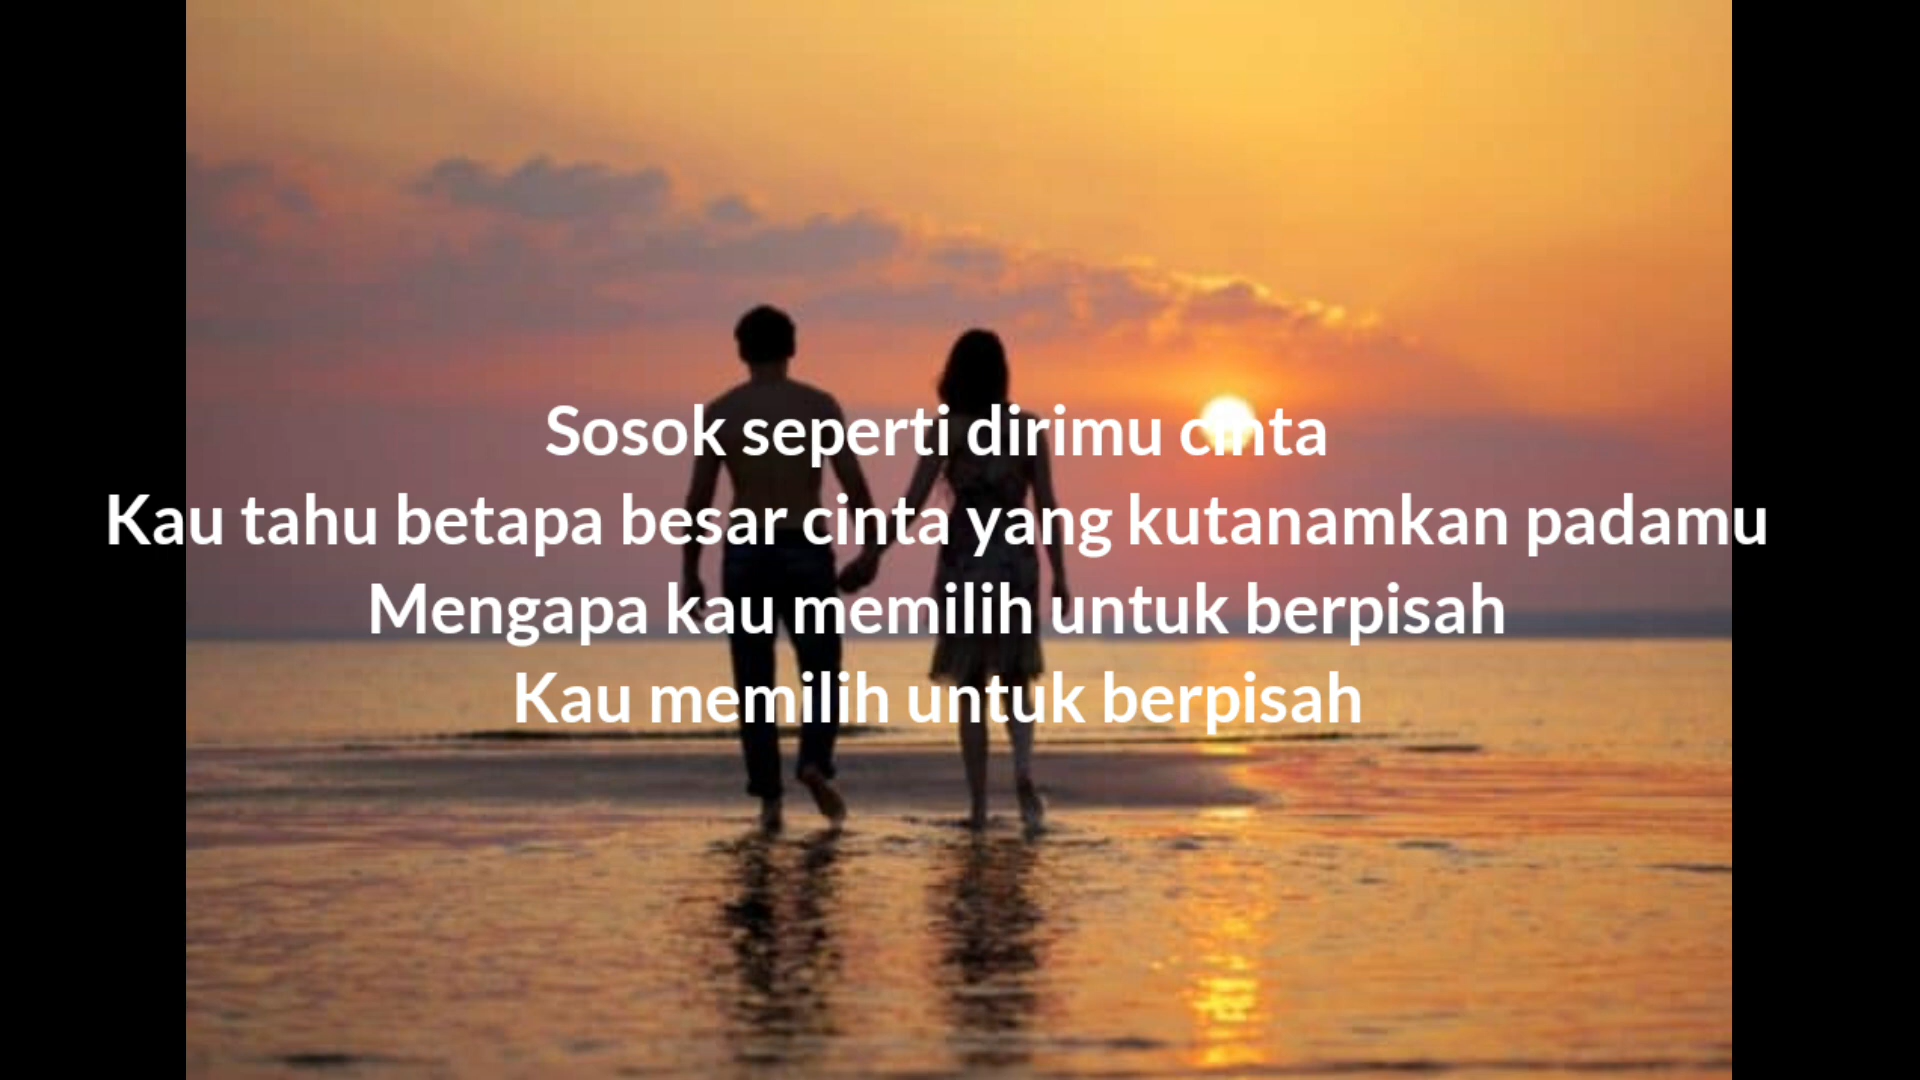 Sosok seperti dirimu cinta
Kau tahu betapa besar cinta yang kutanamkan padamu
Mengapa kau memilih untuk berpisah
Kau memilih untuk berpisah